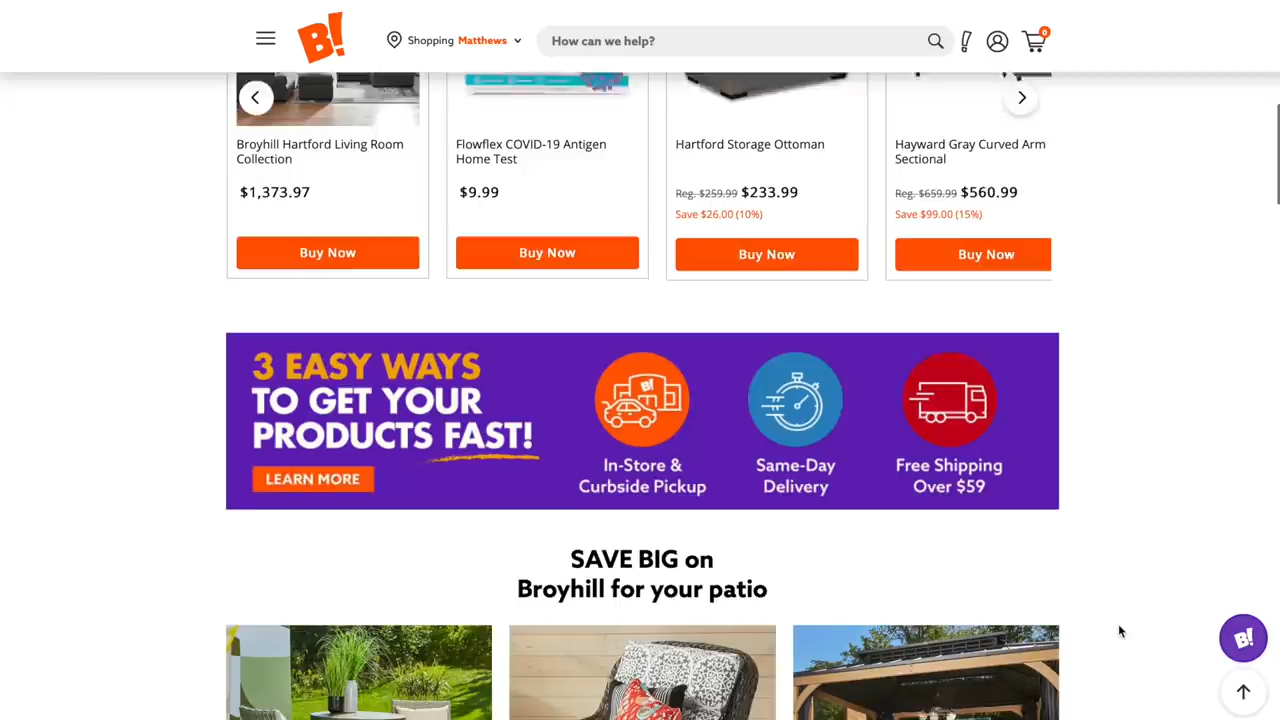 B!
Shopping Matthews
How can we help?
0
Broyhill Hartford Living Room
Collection
$1,373.97
Buy Now
Flowflex COVID-19 Antigen
Home Test
$9.99
Buy Now
Hartford Storage Ottoman
Reg. $259.99 $233.99
Save $26.00 (10%)
Buy Now
Hayward Gray Curved Arm
Sectional
Reg. $659.99 $560.99
Save $99.00 (15%)
Buy Now
3 EASY WAYS
TO GET YOUR
PRODUCTS FAST!
LEARN MORE
B!
In-Store &
Curbside Pickup
Same-Day
Delivery
Free Shipping
Over $59
SAVE BIG on
Broyhill for your patio
B!